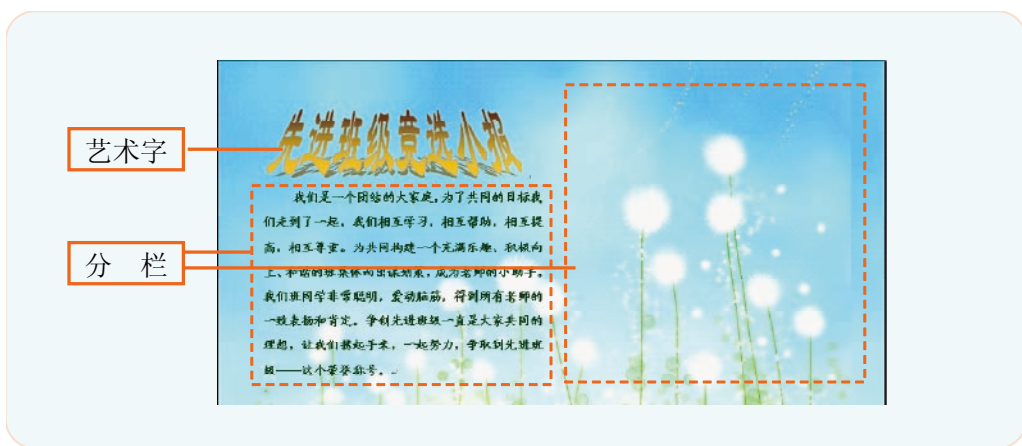 先进班级竞选小报
艺术字
我们是一个团结的大家庭，为了共同的目标我
们走到了一起，我们相互学习，相互帮助，相互提
高，相互尊重。为共同构建一个充满乐趣、积极向
分 栏
上、和谐的班集体
成为老师的小助手。
我们班同学非常聪明，爱动脑筋，得到所有老师的
一致表扬和肯定。争创先进班级一直是大家共同的
理想，让我们携起手来，一起努力，争取到先进班
级——这个荣誉称号。